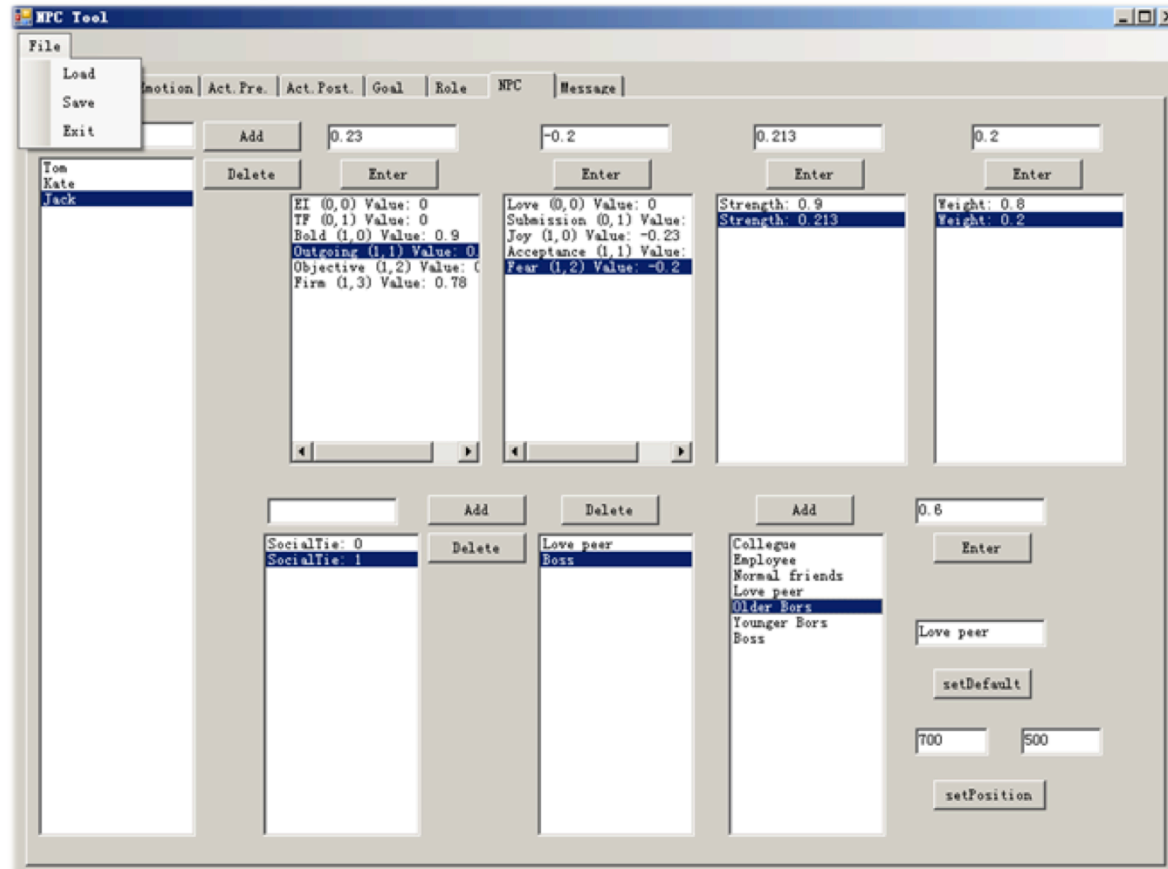 NPC Tool
File
Load
Save
Exit
motion
Act.Pre.
Act.Post.
Goal
Role
NPC
Message
Add
0.23
-0.2
0.213
0.2
Delete
Enter
Enter
Enter
Enter
Tom
Kate
Jack
EI (0,0) Value: 0
TF (0,1) Value: 0
Bold (1,0) Value: 0.9
Outgoing (1,1) Value: 0.
Objective (1,2) Value:
Firm (1,3) Value: 0.78
Love (0,0) Value: 0
Submission (0,1) Value:
Joy (1,0) Value: -0.23
Acceptance (1,1) Value:
Fear (1,2) Value: -0.2
Strength: 0.9
Strength: 0.213
Weight: 0.8
Weight: 0.2
Add
Delete
Add
0.6
SocialTie: 0
SocialTie: 1
Delete
Love peer
Boss
Collegue
Employee
Normal friends
Love peer
Older Bors
Younger Bors
Boss
Enter
Love peer
setDefault
700
500
setPosition